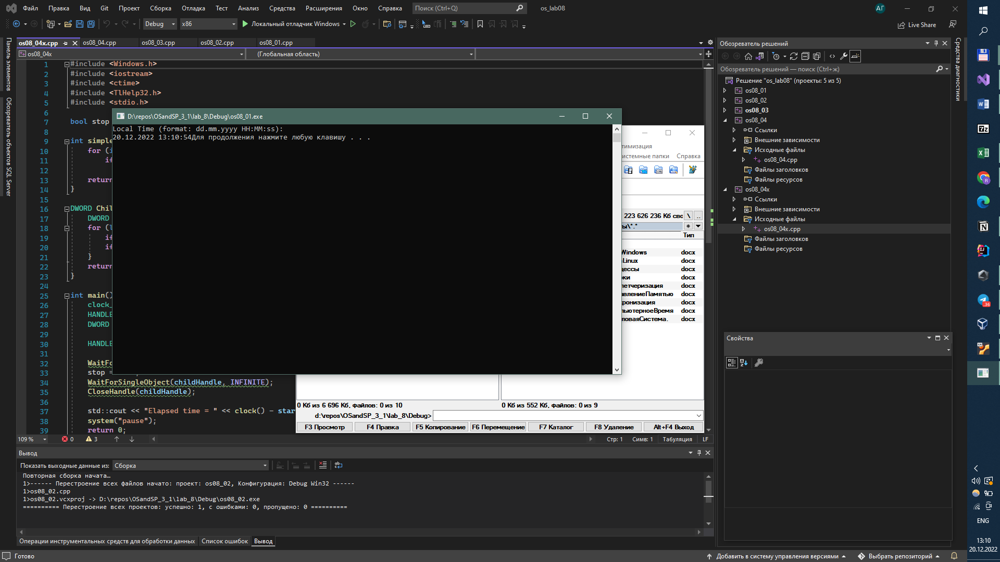 Файл Правка Вид Git Проект Сборка Отладка Тест Анализ Средства Расширения Окно Справка Поиск (Ctrl+Q) os_lab08 АГ
Debug x86 Локальный отладчик Windows Live Share
Панель элементов
Обозреватель объектов SQL Server
os08_04x.cpp os08_04.cpp os08_03.cpp os08_02.cpp os08_01.cpp
os08_04x (Глобальная область)
1 #include <Windows.h>
2 #include <iostream>
3 #include <ctime>
4 #include <TlHelp32.h>
5 #include <stdio.h>
6
7 bool stop
8
9 int simple
10 for (i
11 if
12
13 return
14 }
15
16 DWORD Chil
17 DWORD
18 for (l
19 if
20 if
21 }
22 return
23 }
24
25 int main()
26 clock_
27 HANDLE
28 DWORD
29
30 HANDLE
31
32 WaitFo
33 stop =
34 WaitForSingleObject(childHandle, INFINITE);
35 CloseHandle(childHandle);
36
37 std::cout << "Elapsed time = " << clock() - star
38 system("pause");
39 return 0;
D:\repos\OSandSP_3_1\lab_8\Debug\os08_01.exe
Local Time (format: dd.mm.yyyy HH:MM:ss):
20.12.2022 13:10:54Для продолжения нажмите любую клавишу . . .
тимизация
истемные папки Справка
223 626 236 Кб сво \ ..
ы\*.* *
Тип
Windows docx
Linux docx
цессы docx
оки docx
петчеризация docx
авлениеПамятью docx
хронизация docx
пьютерноеВремя docx
ловаяСистема. docx
0 Кб из 6 696 Кб, файлов: 0 из 10 0 Кб из 552 Кб, файлов: 0 из 9
d:\repos\OSandSP_3_1\lab_8\Debug>
F3 Просмотр F4 Правка F5 Копирование F6 Перемещение F7 Каталог F8 Удаление Alt+F4 Выход
109 % 0 3 Стр: 1 Симв: 1 Табуляция LF
Вывод
Показать выходные данные из: Сборка
Повторная сборка начата…
1>------ Перестроение всех файлов начато: проект: os08_02, Конфигурация: Debug Win32 ------
1>os08_02.cpp
1>os08_02.vcxproj -> D:\repos\OSandSP_3_1\lab_8\Debug\os08_02.exe
========== Перестроение всех проектов: успешно: 1, с ошибками: 0, пропущено: 0 ==========
Операции инструментальных средств для обработки данных Список ошибок Вывод
Готово Добавить в систему управления версиями Выбрать репозиторий
Обозреватель решений
Обозреватель решений — поиск (Ctrl+ж)
Решение "os_lab08" (проекты: 5 из 5)
os08_01
os08_02
os08_03
os08_04
Ссылки
Внешние зависимости
Исходные файлы
os08_04.cpp
Файлы заголовков
Файлы ресурсов
os08_04x
Ссылки
Внешние зависимости
Исходные файлы
os08_04x.cpp
Файлы заголовков
Файлы ресурсов
Свойства
Средства диагностики
36
ENG
13:10
20.12.2022